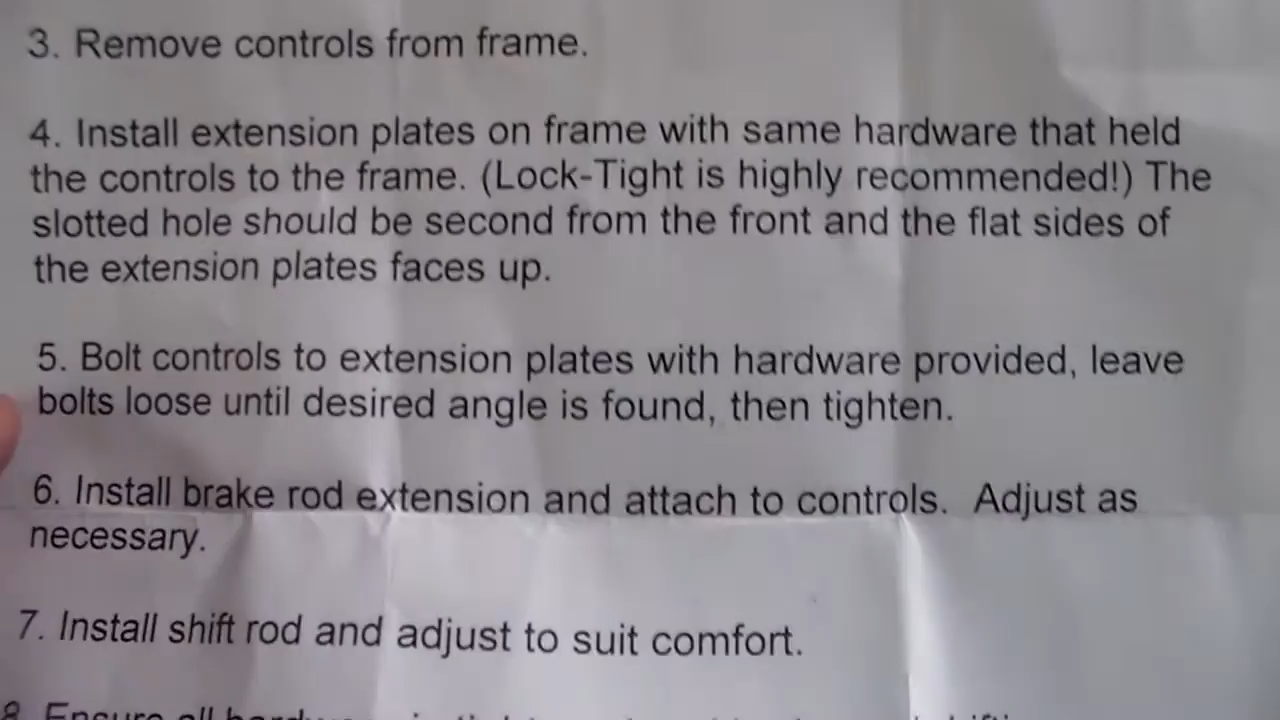 3. Remove controls from frame.
4. Install extension plates on frame with same hardware that held
the controls to the frame. (Lock-Tight is highly recommended!) The
slotted hole should be second from the front and the flat sides of
the extension plates faces up.
5. Bolt controls to extension plates with hardware provided, leave
bolts loose until desired angle is found, then tighten.
6. Install brake rod extension and attach to controls.  Adjust as
necessary.
7. Install shift rod and adjust to suit comfort.
8. Ensure all